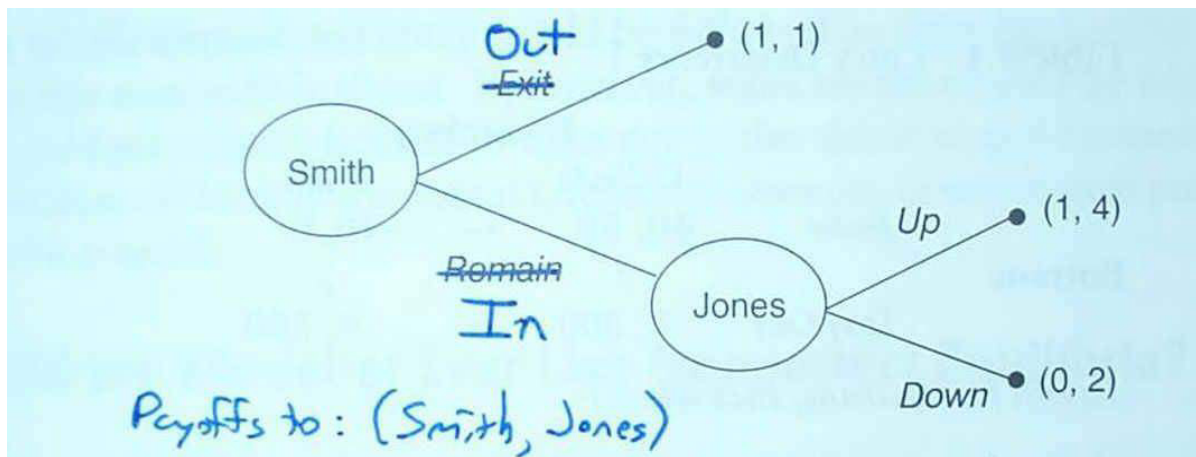 Out
Exit
(1, 1)
Smith
Up
(1, 4)
Remain
In
Jones
Down
(0, 2)
Payoffs to: (Smith, Jones)